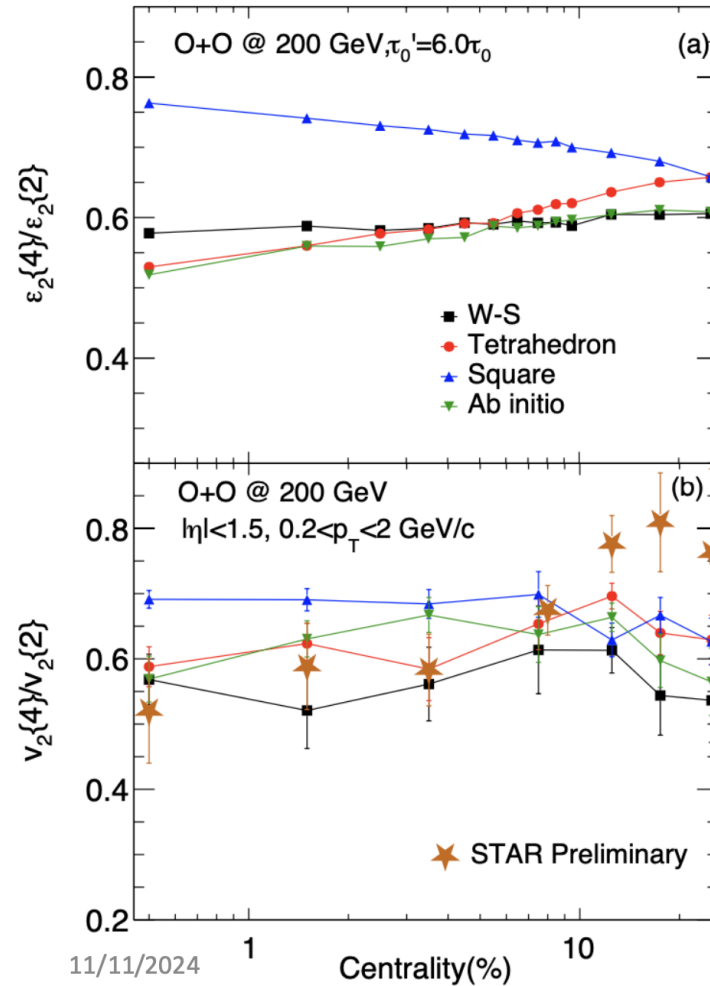 O+O @ 200 GeV,τ₀'=6.0τ₀
(a)
0.8
0.6
0.4
ε₂{4}/ε₂{2}
W-S
Tetrahedron
Square
Ab initio
O+O @ 200 GeV
(b)
|η|<1.5, 0.2<p_T<2 GeV/c
0.8
0.6
0.4
0.2
v₂{4}/v₂{2}
STAR Preliminary
1
10
11/11/2024
Centrality(%)